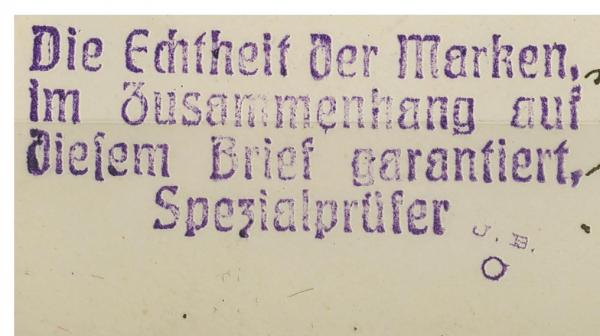 Die Echtheit der Marken,
im Zusammenhang auf
dieſem Brief garantiert,
Spezialprüfer
J. B.